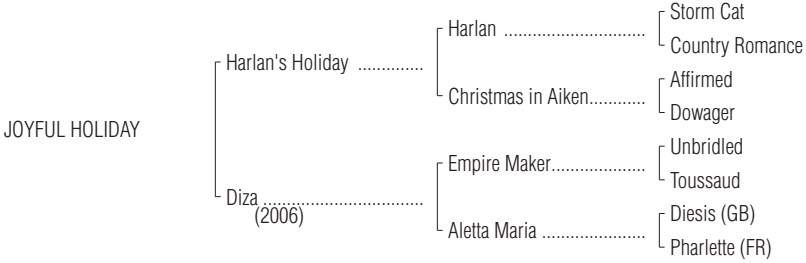 Storm Cat
Harlan ..............................
Country Romance
Harlan's Holiday ..............
Affirmed
Christmas in Aiken............
Dowager
JOYFUL HOLIDAY
Unbridled
Empire Maker....................
Toussaud
Diza ..................................
(2006)
Diesis (GB)
Aletta Maria ......................
Pharlette (FR)